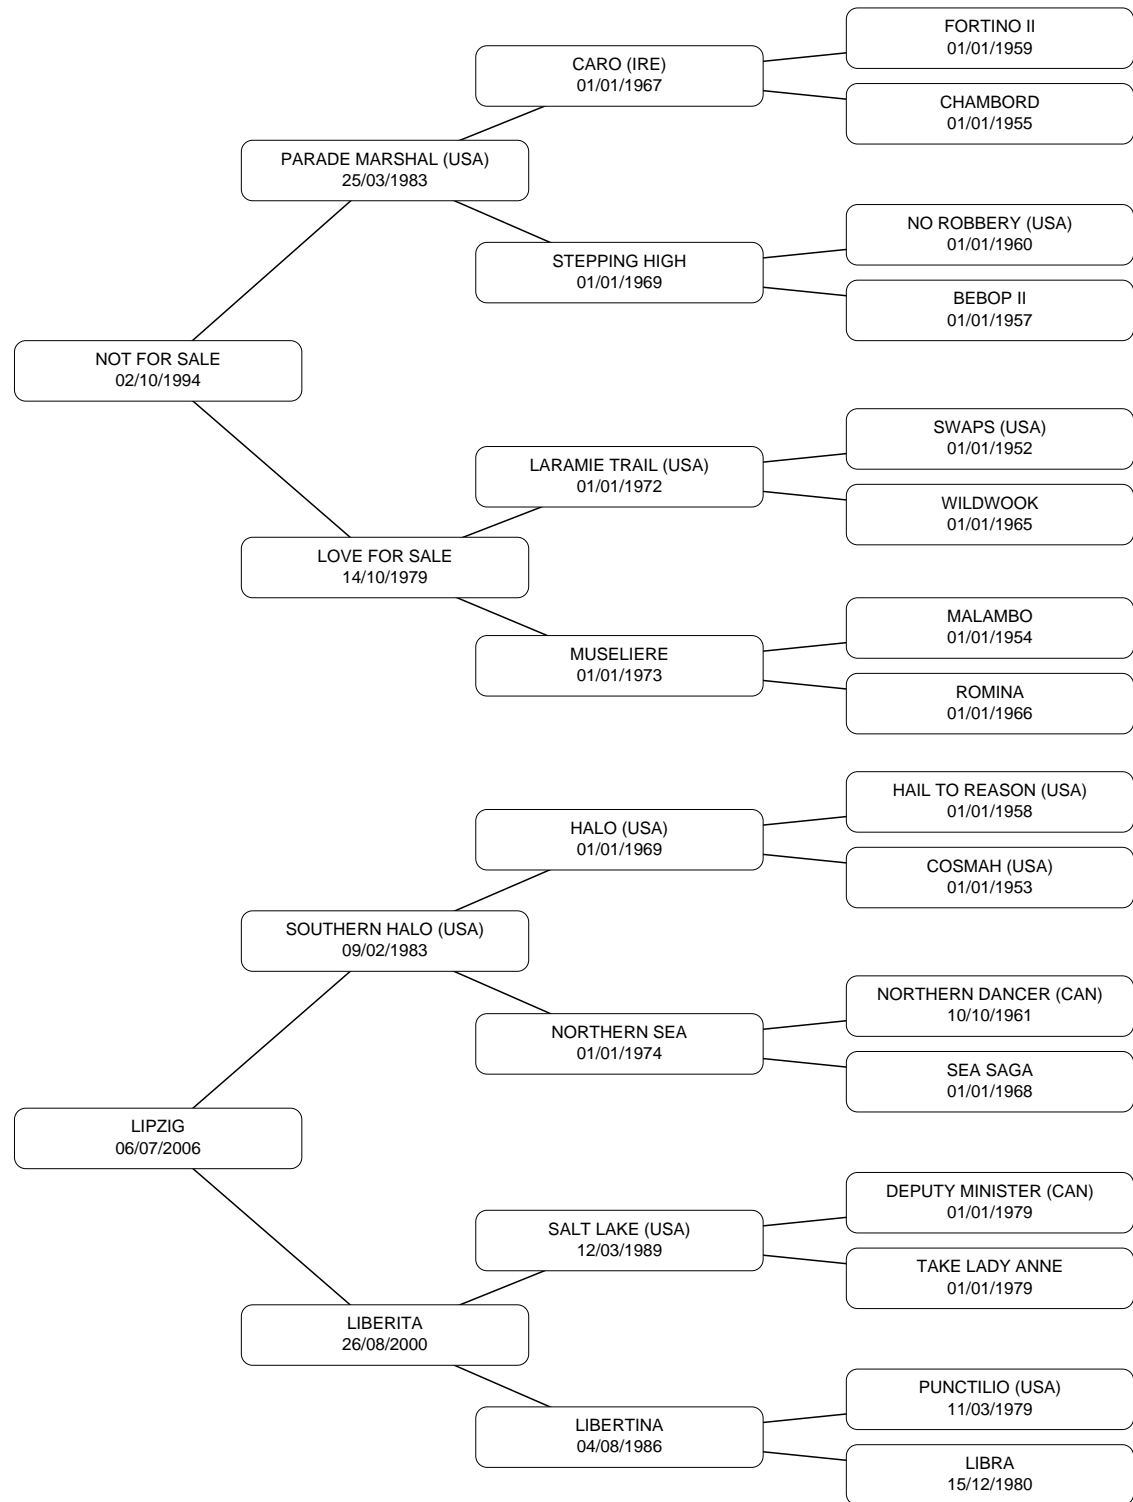 FORTINO II
01/01/1959
CARO (IRE)
01/01/1967
CHAMBORD
01/01/1955
PARADE MARSHAL (USA)
25/03/1983
NO ROBBERY (USA)
01/01/1960
STEPPING HIGH
01/01/1969
BEBOP II
01/01/1957
NOT FOR SALE
02/10/1994
SWAPS (USA)
01/01/1952
LARAMIE TRAIL (USA)
01/01/1972
WILDWOOK
01/01/1965
LOVE FOR SALE
14/10/1979
MALAMBO
01/01/1954
MUSELIERE
01/01/1973
ROMINA
01/01/1966
HAIL TO REASON (USA)
01/01/1958
HALO (USA)
01/01/1969
COSMAH (USA)
01/01/1953
SOUTHERN HALO (USA)
09/02/1983
NORTHERN DANCER (CAN)
10/10/1961
NORTHERN SEA
01/01/1974
SEA SAGA
01/01/1968
LIPZIG
06/07/2006
DEPUTY MINISTER (CAN)
01/01/1979
SALT LAKE (USA)
12/03/1989
TAKE LADY ANNE
01/01/1979
LIBERITA
26/08/2000
PUNCTILIO (USA)
11/03/1979
LIBERTINA
04/08/1986
LIBRA
15/12/1980